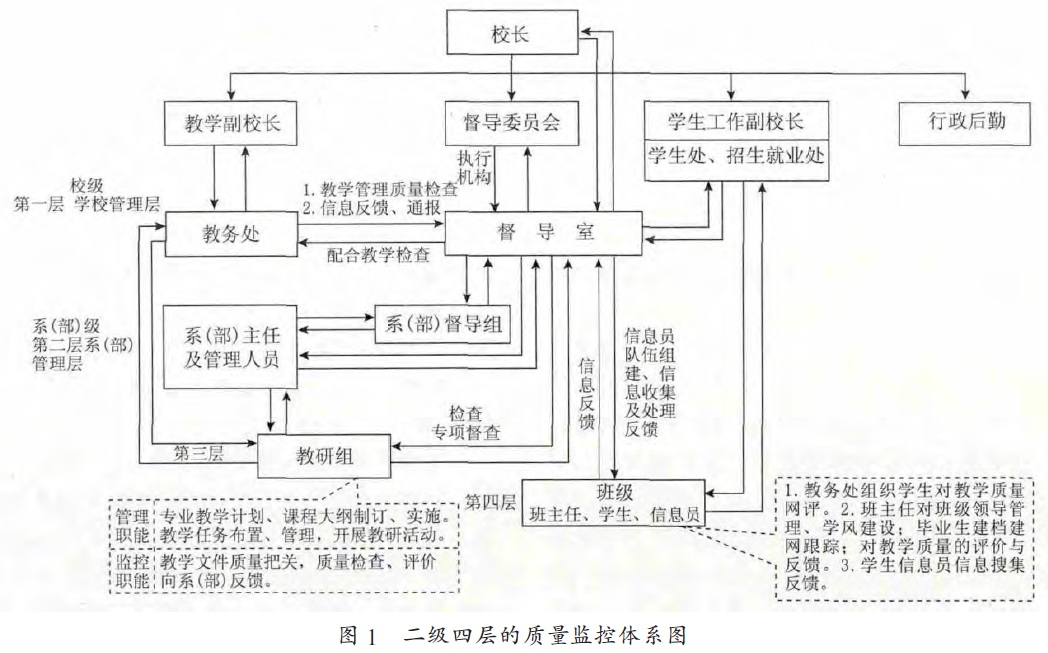 校长
教学副校长
督导委员会
学生工作副校长
学生处、招生就业处
行政后勤
执行
机构
校级
第一层 学校管理层
1.教学管理质量检查
2.信息反馈、通报
教务处
督 导 室
配合教学检查
系(部)级
第二层系(部)
管理层
系(部)主任
及管理人员
系(部)督导组
信息反馈
信息员
队伍组
建、信
息收集
及处理
反馈
检查
专项督查
第三层
教研组
第四层
班级
班主任、学生、信息员
管理
职能
专业教学计划、课程大纲制订、实施。
教学任务布置、管理，开展教研活动。
监控
职能
教学文件质量把关，质量检查、评价
向系(部)反馈。
1.教务处组织学生对教学质量
网评。2.班主任对班级领导管
理、学风建设；毕业生建档建
网跟踪；对教学质量的评价与
反馈。3.学生信息员信息搜集
反馈。
图 1 二级四层的质量监控体系图